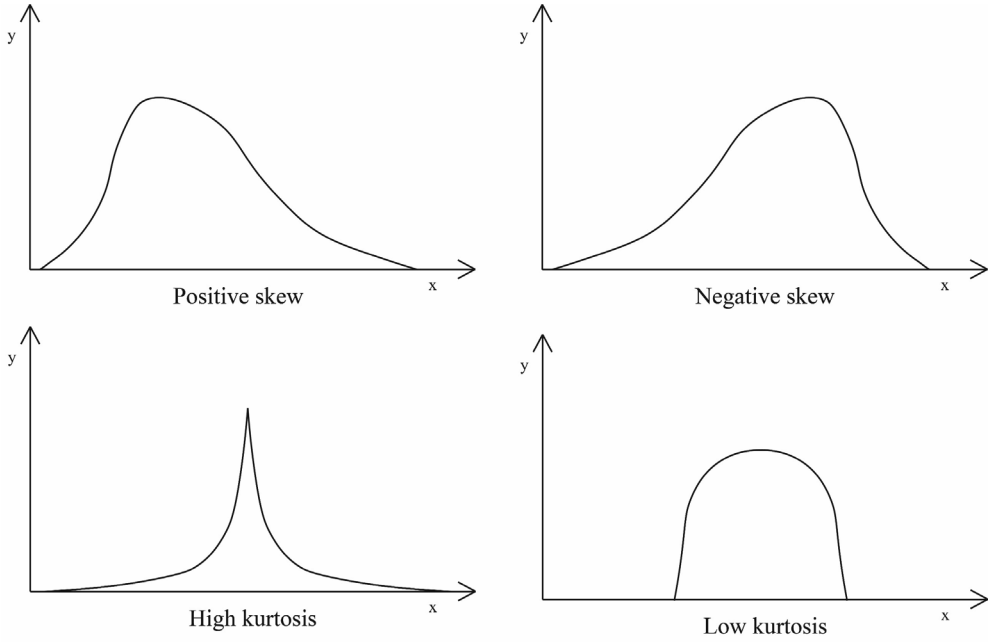 y
x
Positive skew
y
x
Negative skew
y
x
High kurtosis
y
x
Low kurtosis